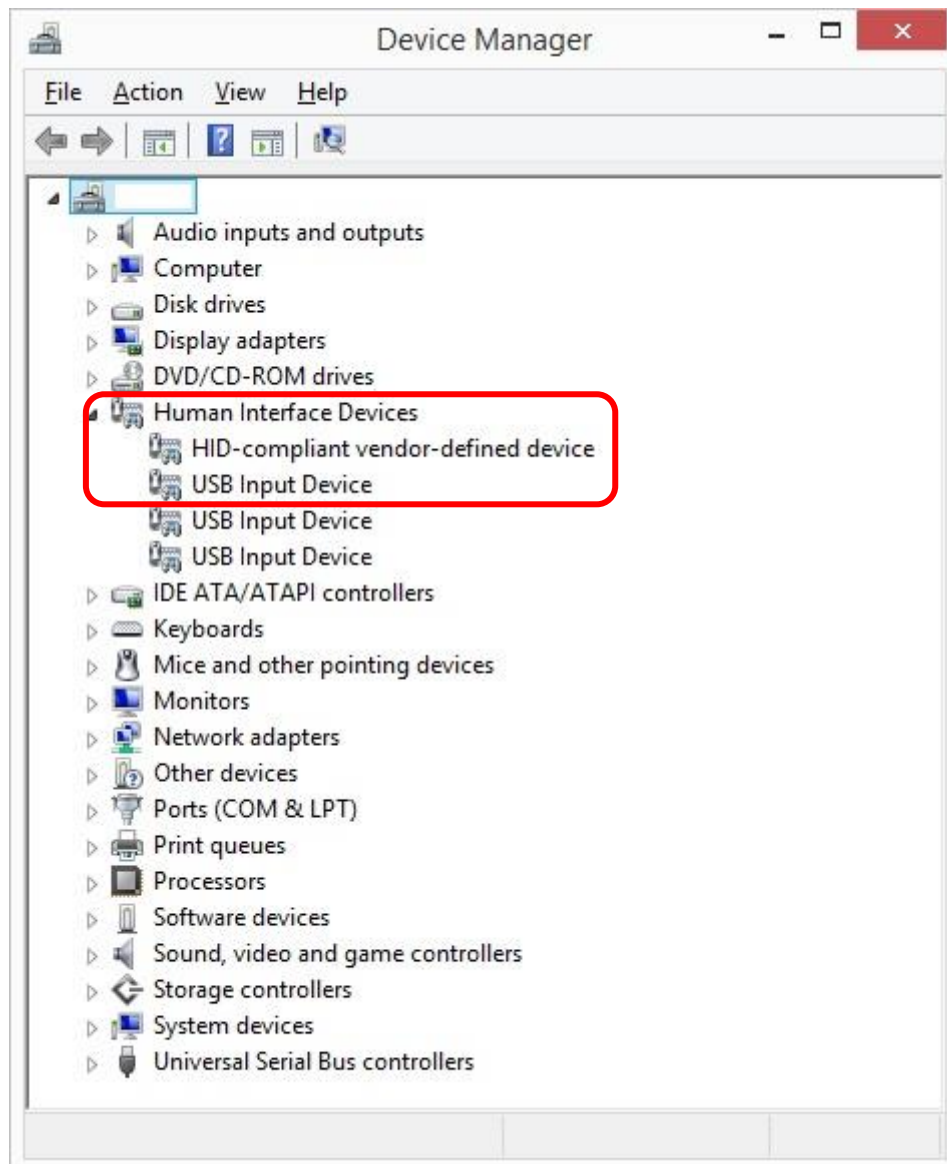 Device Manager
File Action View Help
Audio inputs and outputs
Computer
Disk drives
Display adapters
DVD/CD-ROM drives
Human Interface Devices
HID-compliant vendor-defined device
USB Input Device
USB Input Device
USB Input Device
IDE ATA/ATAPI controllers
Keyboards
Mice and other pointing devices
Monitors
Network adapters
Other devices
Ports (COM & LPT)
Print queues
Processors
Software devices
Sound, video and game controllers
Storage controllers
System devices
Universal Serial Bus controllers